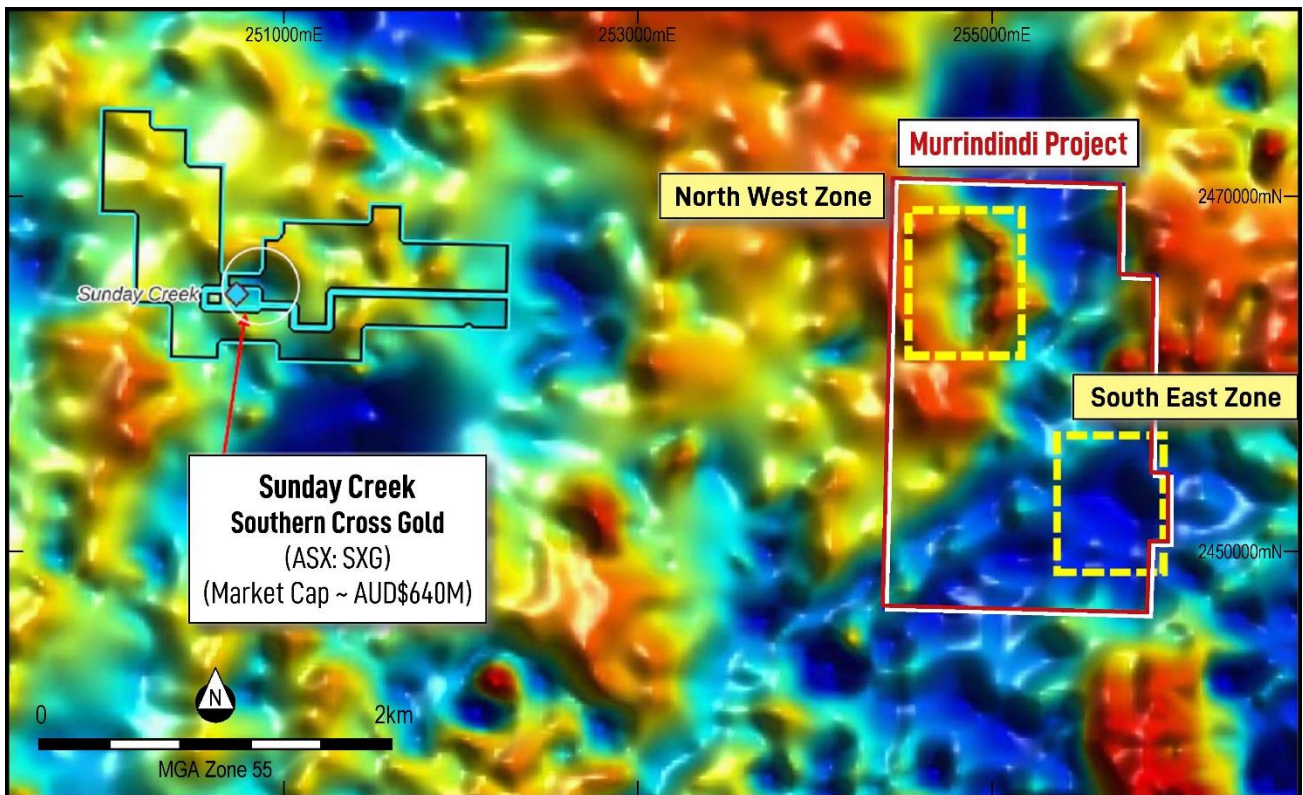 251000mE
253000mE
255000mE
Murrindindi Project
North West Zone
2470000mN
Sunday Creek
South East Zone
Sunday Creek
Southern Cross Gold
(ASX: SXG)
(Market Cap ~ AUD$640M)
2450000mN
N
0
2km
MGA Zone 55